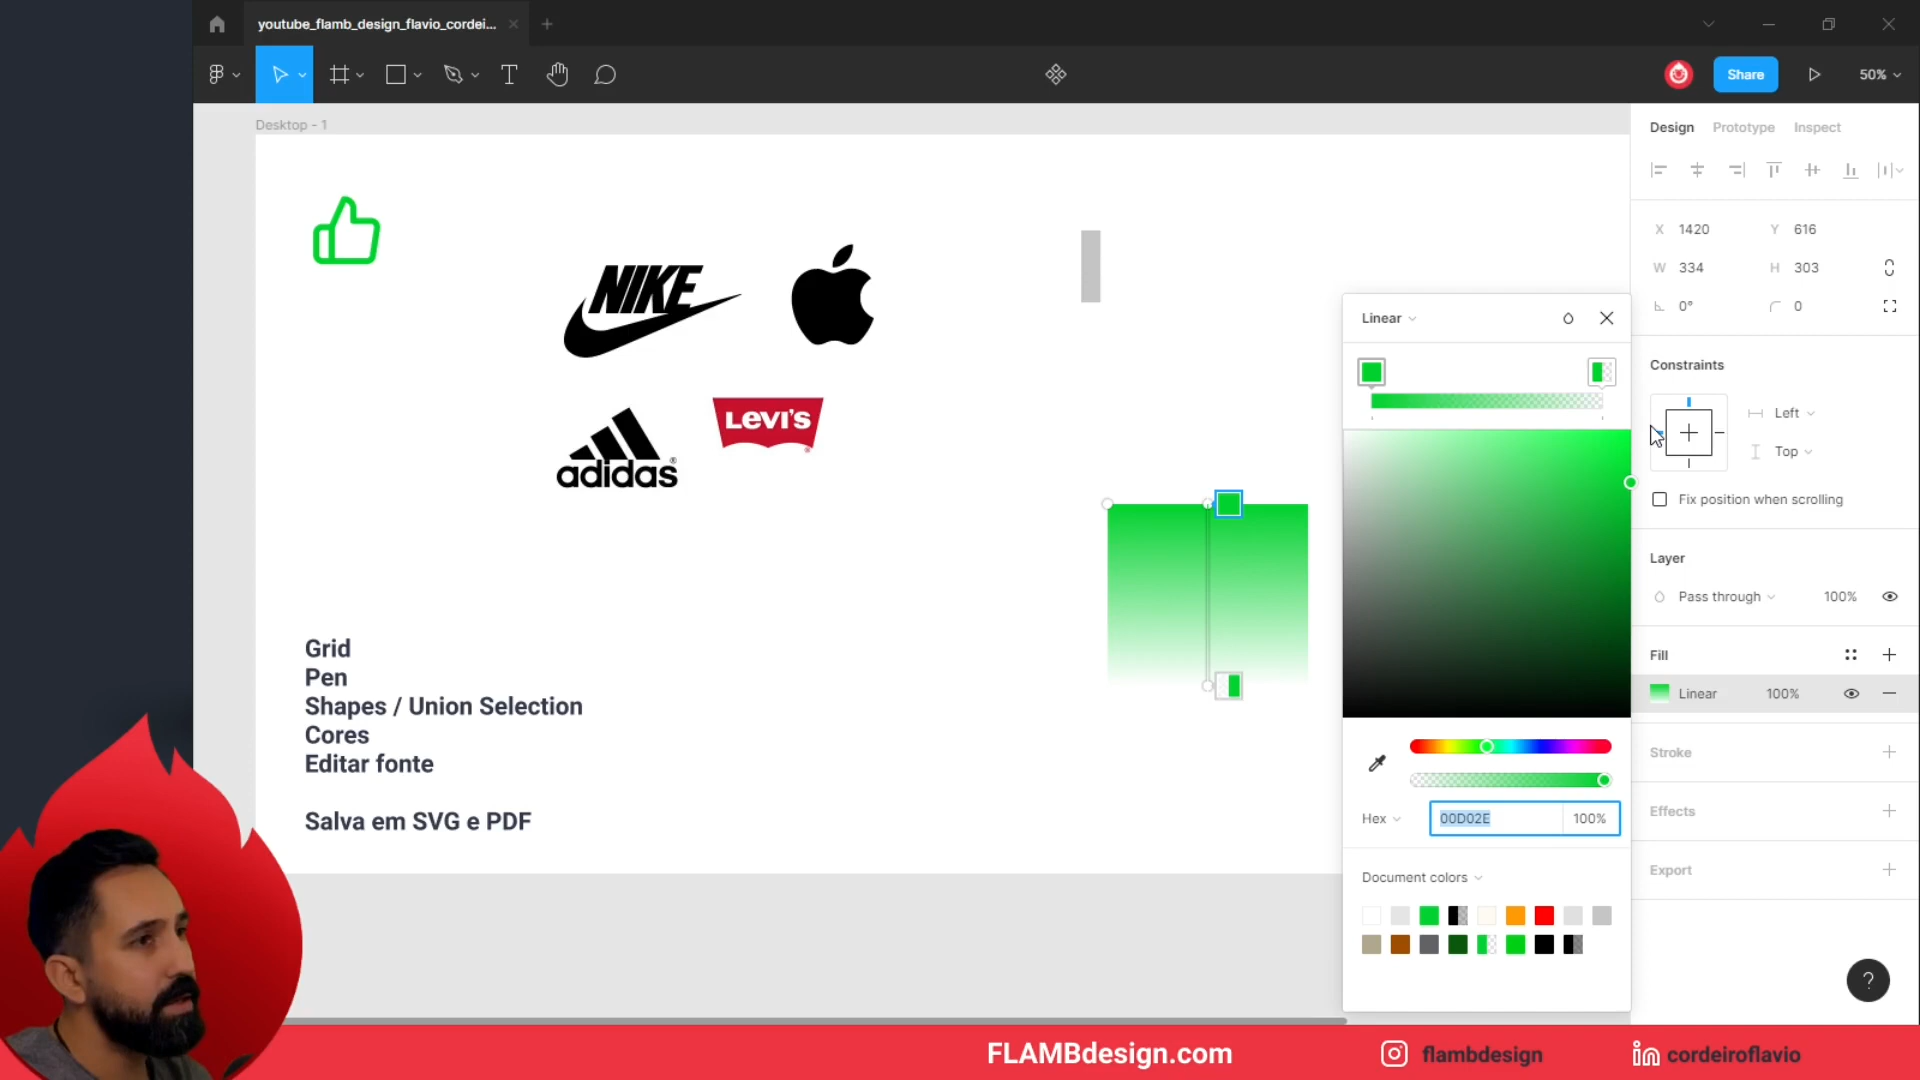 youtube_flamb_design_flavio_cordei...
Share
50%
Desktop - 1
Design Prototype Inspect
X 1420 Y 616
W 334 H 303
0° 0
Constraints
Left
Top
Fix position when scrolling
Layer
Pass through 100%
Fill
Linear 100%
Stroke
Effects
Export
Linear
Hex 00D02E 100%
Document colors
NIKE
adidas®
LEVI'S®
Grid
Pen
Shapes / Union Selection
Cores
Editar fonte
Salva em SVG e PDF
?
FLAMBdesign.com
flambdesign
in cordeiroflavio